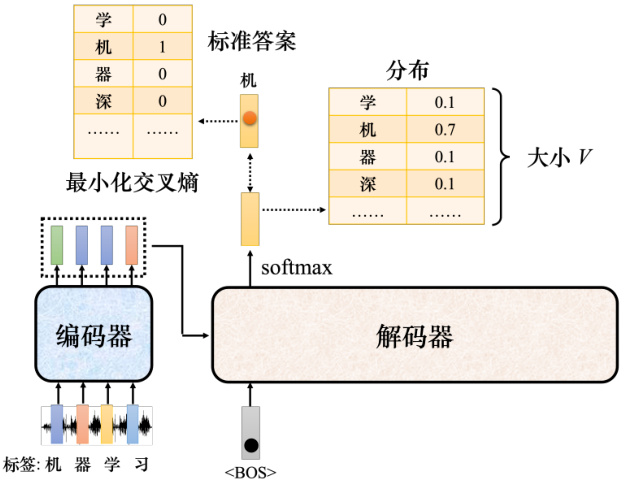 学 0
机 1
器 0
深 0
…… ……
标准答案
机
最小化交叉熵
分布
学 0.1
机 0.7
器 0.1
深 0.1
…… ……
大小 V
softmax
编码器
解码器
标签: 机 器 学 习
<BOS>